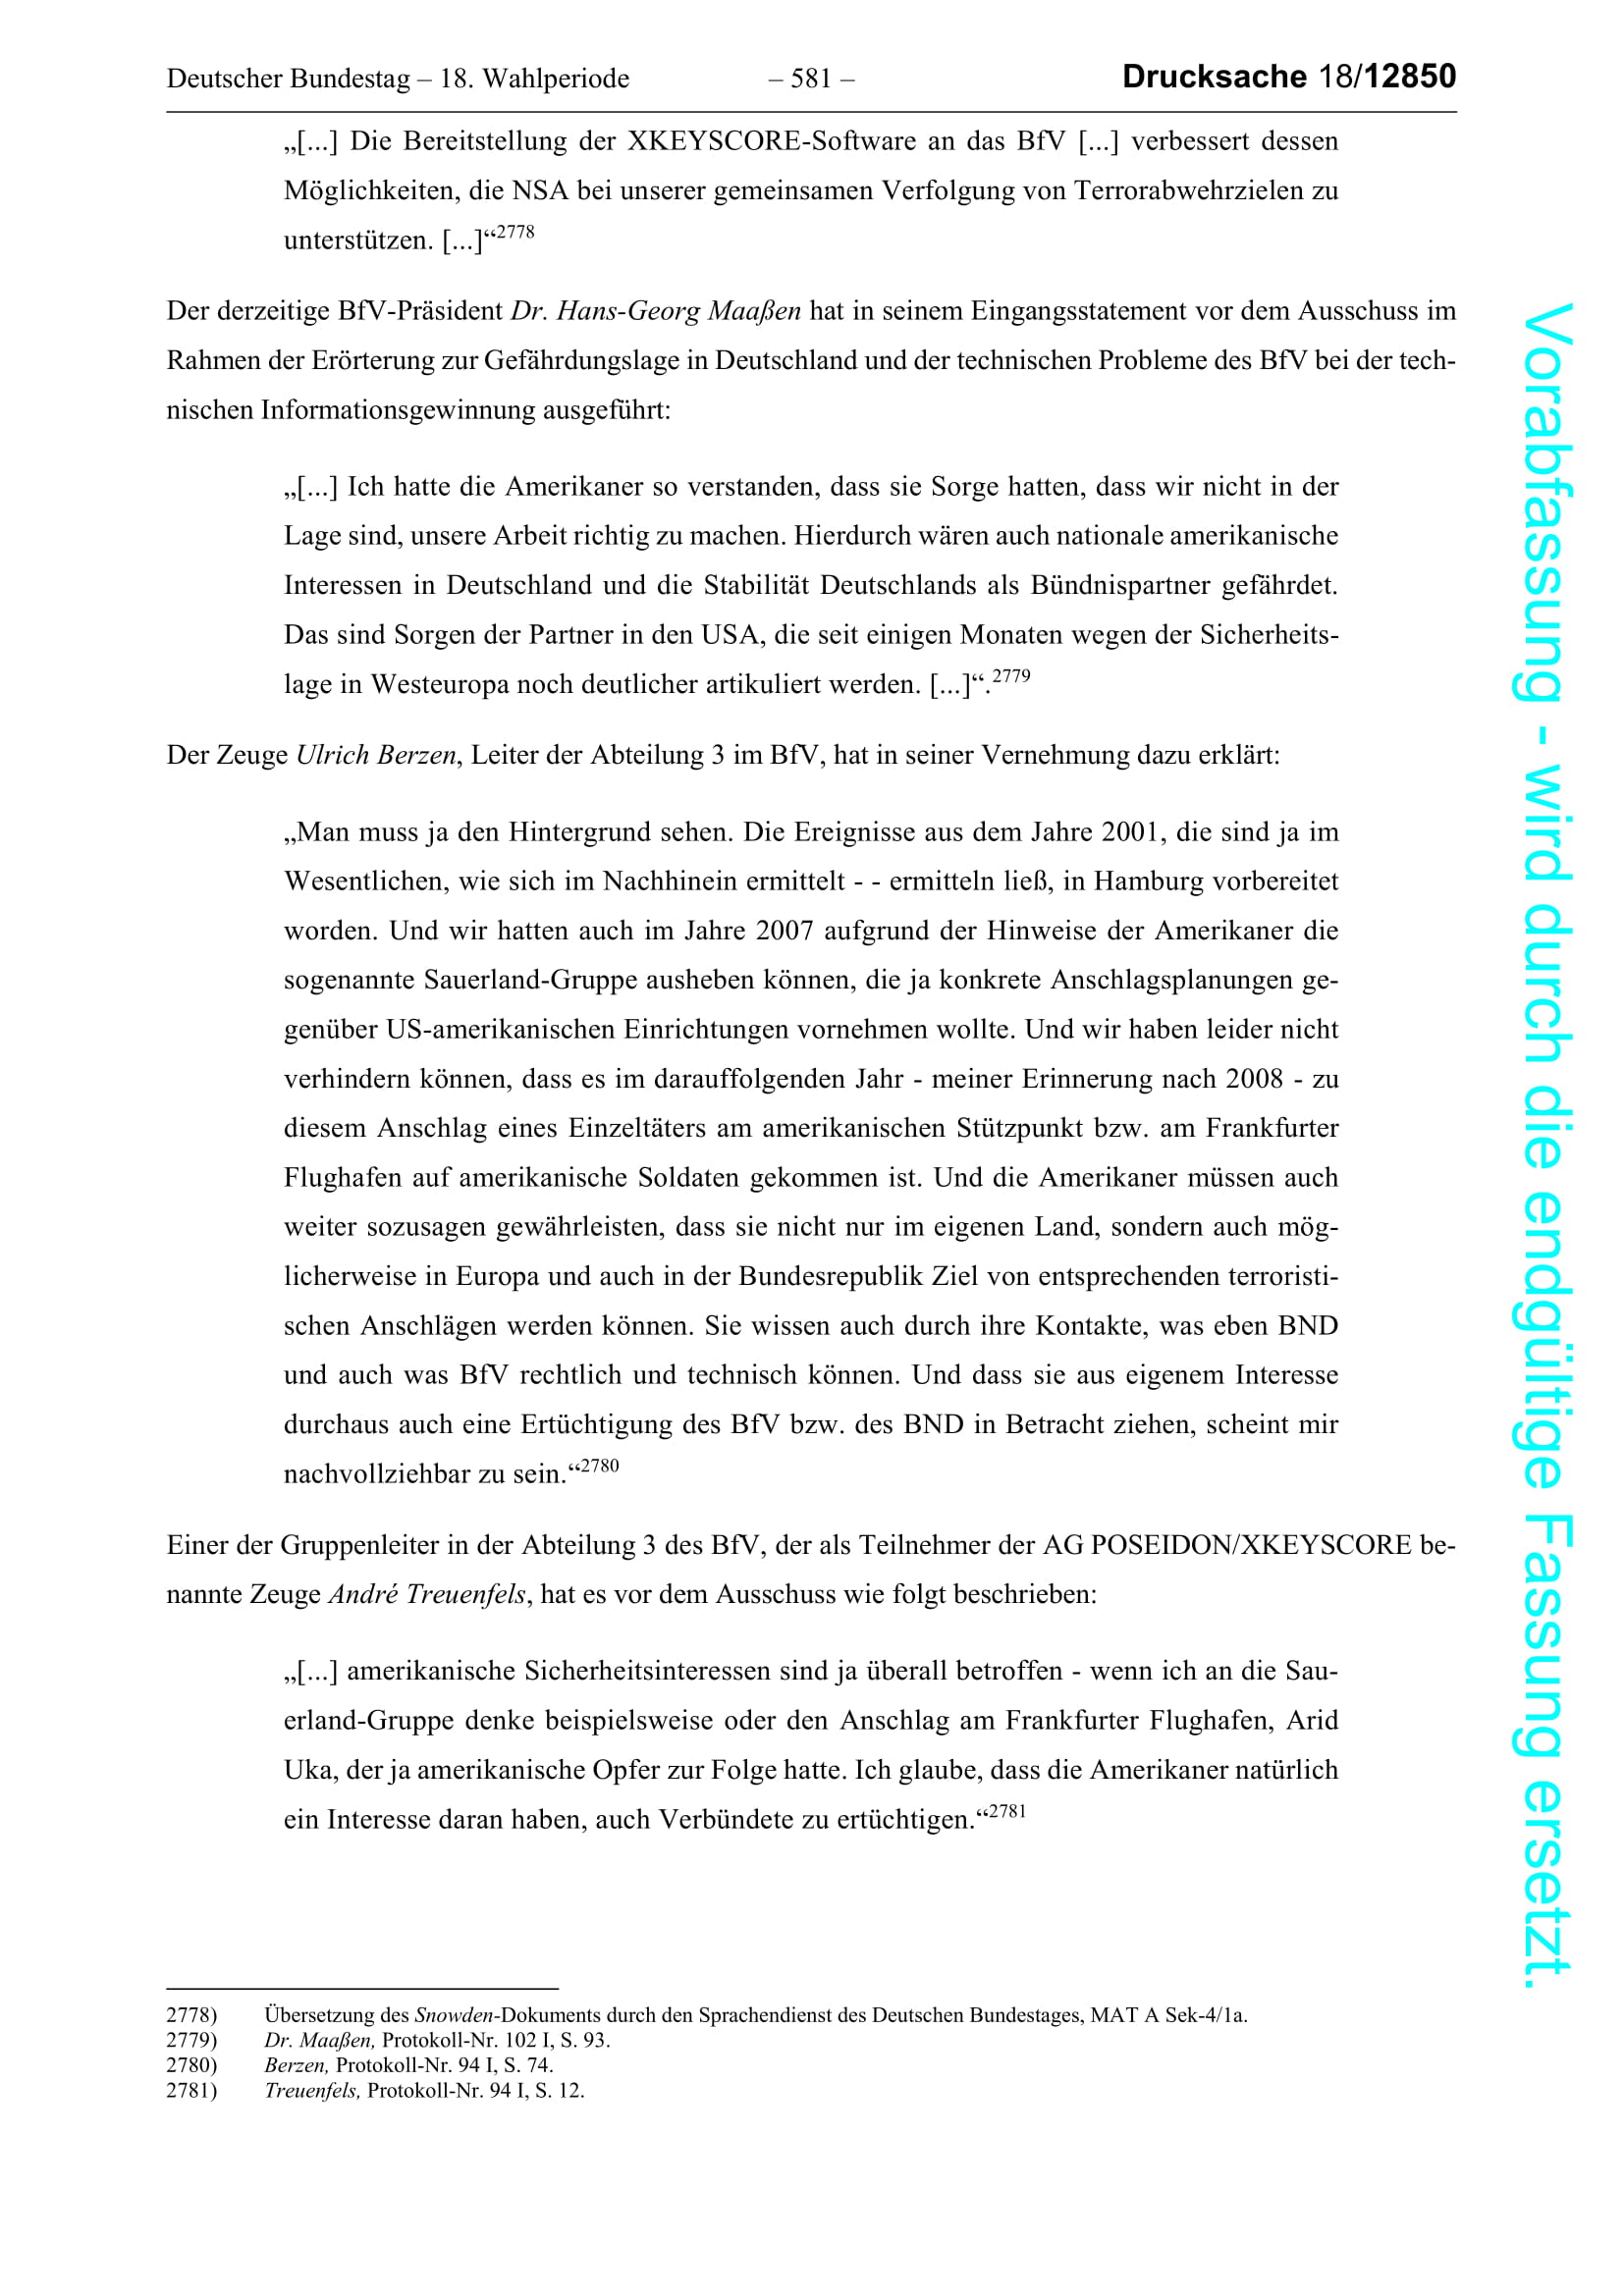 Deutscher Bundestag – 18. Wahlperiode – 581 – Drucksache 18/12850
„[...] Die Bereitstellung der XKEYSCORE-Software an das BfV [...] verbessert dessen
Möglichkeiten, die NSA bei unserer gemeinsamen Verfolgung von Terrorabwehrzielen zu
unterstützen. [...]“2778
Der derzeitige BfV-Präsident Dr. Hans-Georg Maaßen hat in seinem Eingangsstatement vor dem Ausschuss im
Rahmen der Erörterung zur Gefährdungslage in Deutschland und der technischen Probleme des BfV bei der tech-
nischen Informationsgewinnung ausgeführt:
„[...] Ich hatte die Amerikaner so verstanden, dass sie Sorge hatten, dass wir nicht in der
Lage sind, unsere Arbeit richtig zu machen. Hierdurch wären auch nationale amerikanische
Interessen in Deutschland und die Stabilität Deutschlands als Bündnispartner gefährdet.
Das sind Sorgen der Partner in den USA, die seit einigen Monaten wegen der Sicherheits-
lage in Westeuropa noch deutlicher artikuliert werden. [...]“.2779
Der Zeuge Ulrich Berzen, Leiter der Abteilung 3 im BfV, hat in seiner Vernehmung dazu erklärt:
„Man muss ja den Hintergrund sehen. Die Ereignisse aus dem Jahre 2001, die sind ja im
Wesentlichen, wie sich im Nachhinein ermittelt - - ermitteln ließ, in Hamburg vorbereitet
worden. Und wir hatten auch im Jahre 2007 aufgrund der Hinweise der Amerikaner die
sogenannte Sauerland-Gruppe ausheben können, die ja konkrete Anschlagsplanungen ge-
genüber US-amerikanischen Einrichtungen vornehmen wollte. Und wir haben leider nicht
verhindern können, dass es im darauffolgenden Jahr - meiner Erinnerung nach 2008 - zu
diesem Anschlag eines Einzeltäters am amerikanischen Stützpunkt bzw. am Frankfurter
Flughafen auf amerikanische Soldaten gekommen ist. Und die Amerikaner müssen auch
weiter sozusagen gewährleisten, dass sie nicht nur im eigenen Land, sondern auch mög-
licherweise in Europa und auch in der Bundesrepublik Ziel von entsprechenden terroristi-
schen Anschlägen werden können. Sie wissen auch durch ihre Kontakte, was eben BND
und auch was BfV rechtlich und technisch können. Und dass sie aus eigenem Interesse
durchaus auch eine Ertüchtigung des BfV bzw. des BND in Betracht ziehen, scheint mir
nachvollziehbar zu sein.“2780
Einer der Gruppenleiter in der Abteilung 3 des BfV, der als Teilnehmer der AG POSEIDON/XKEYSCORE be-
nannte Zeuge André Treuenfels, hat es vor dem Ausschuss wie folgt beschrieben:
„[...] amerikanische Sicherheitsinteressen sind ja überall betroffen - wenn ich an die Sau-
erland-Gruppe denke beispielsweise oder den Anschlag am Frankfurter Flughafen, Arid
Uka, der ja amerikanische Opfer zur Folge hatte. Ich glaube, dass die Amerikaner natürlich
ein Interesse daran haben, auch Verbündete zu ertüchtigen.“2781
2778) Übersetzung des Snowden-Dokuments durch den Sprachendienst des Deutschen Bundestages, MAT A Sek-4/1a.
2779) Dr. Maaßen, Protokoll-Nr. 102 I, S. 93.
2780) Berzen, Protokoll-Nr. 94 I, S. 74.
2781) Treuenfels, Protokoll-Nr. 94 I, S. 12.
Vorabfassung - wird durch die endgültige Fassung ersetzt.